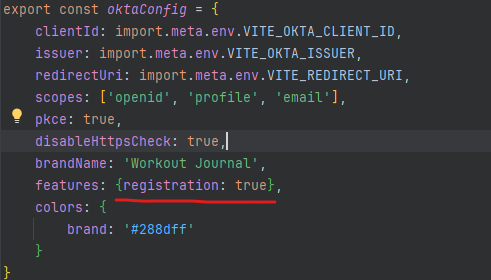 export const oktaConfig = {
    clientId: import.meta.env.VITE_OKTA_CLIENT_ID,
    issuer: import.meta.env.VITE_OKTA_ISSUER,
    redirectUri: import.meta.env.VITE_REDIRECT_URI,
    scopes: ['openid', 'profile', 'email'],
    pkce: true,
    disableHttpsCheck: true,
    brandName: 'Workout Journal',
    features: {registration: true},
    colors: {
        brand: '#288dff'
    }
}